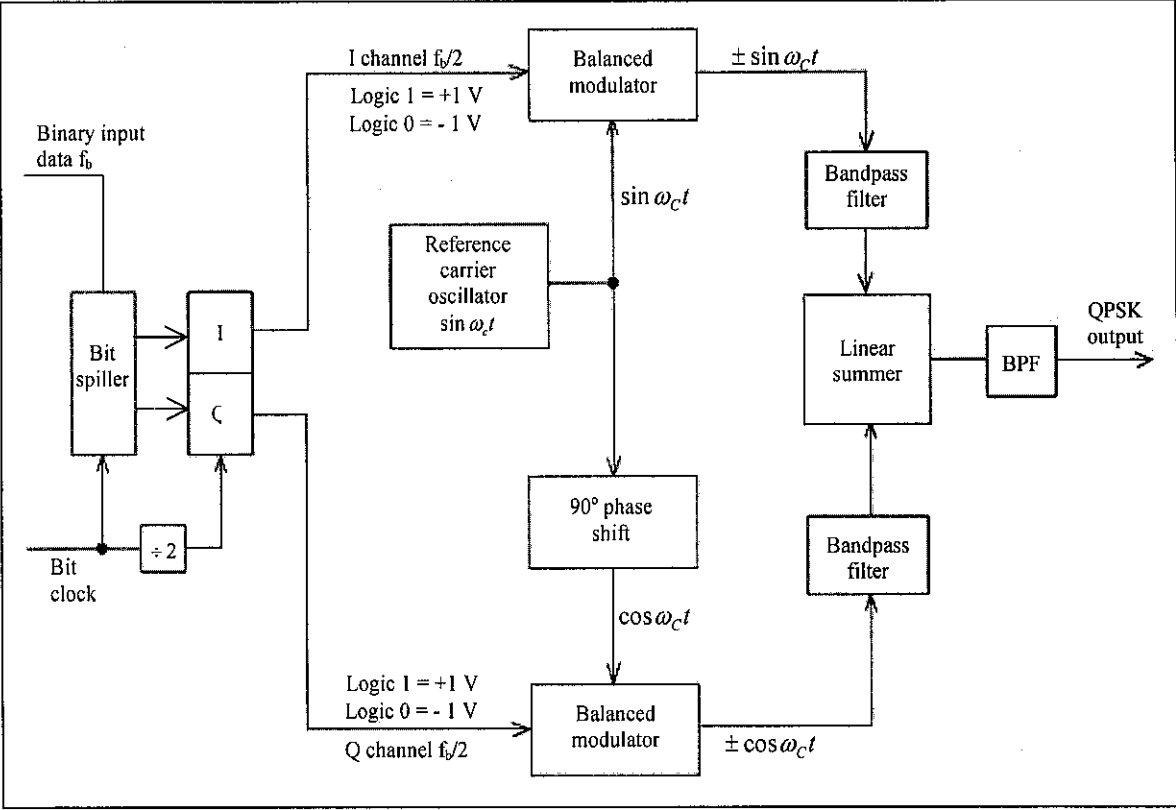 I channel f_b/2
Logic 1 = +1 V
Logic 0 = - 1 V
Balanced
modulator
± sin ω_C t
Binary input
data f_b
sin ω_C t
Bandpass
filter
Reference
carrier
oscillator
sin ω_c t
Bit
spiller
I
Ç
Linear
summer
BPF
QPSK
output
÷ 2
Bit
clock
90° phase
shift
Bandpass
filter
cos ω_C t
Logic 1 = +1 V
Logic 0 = - 1 V
Q channel f_b/2
Balanced
modulator
± cos ω_C t